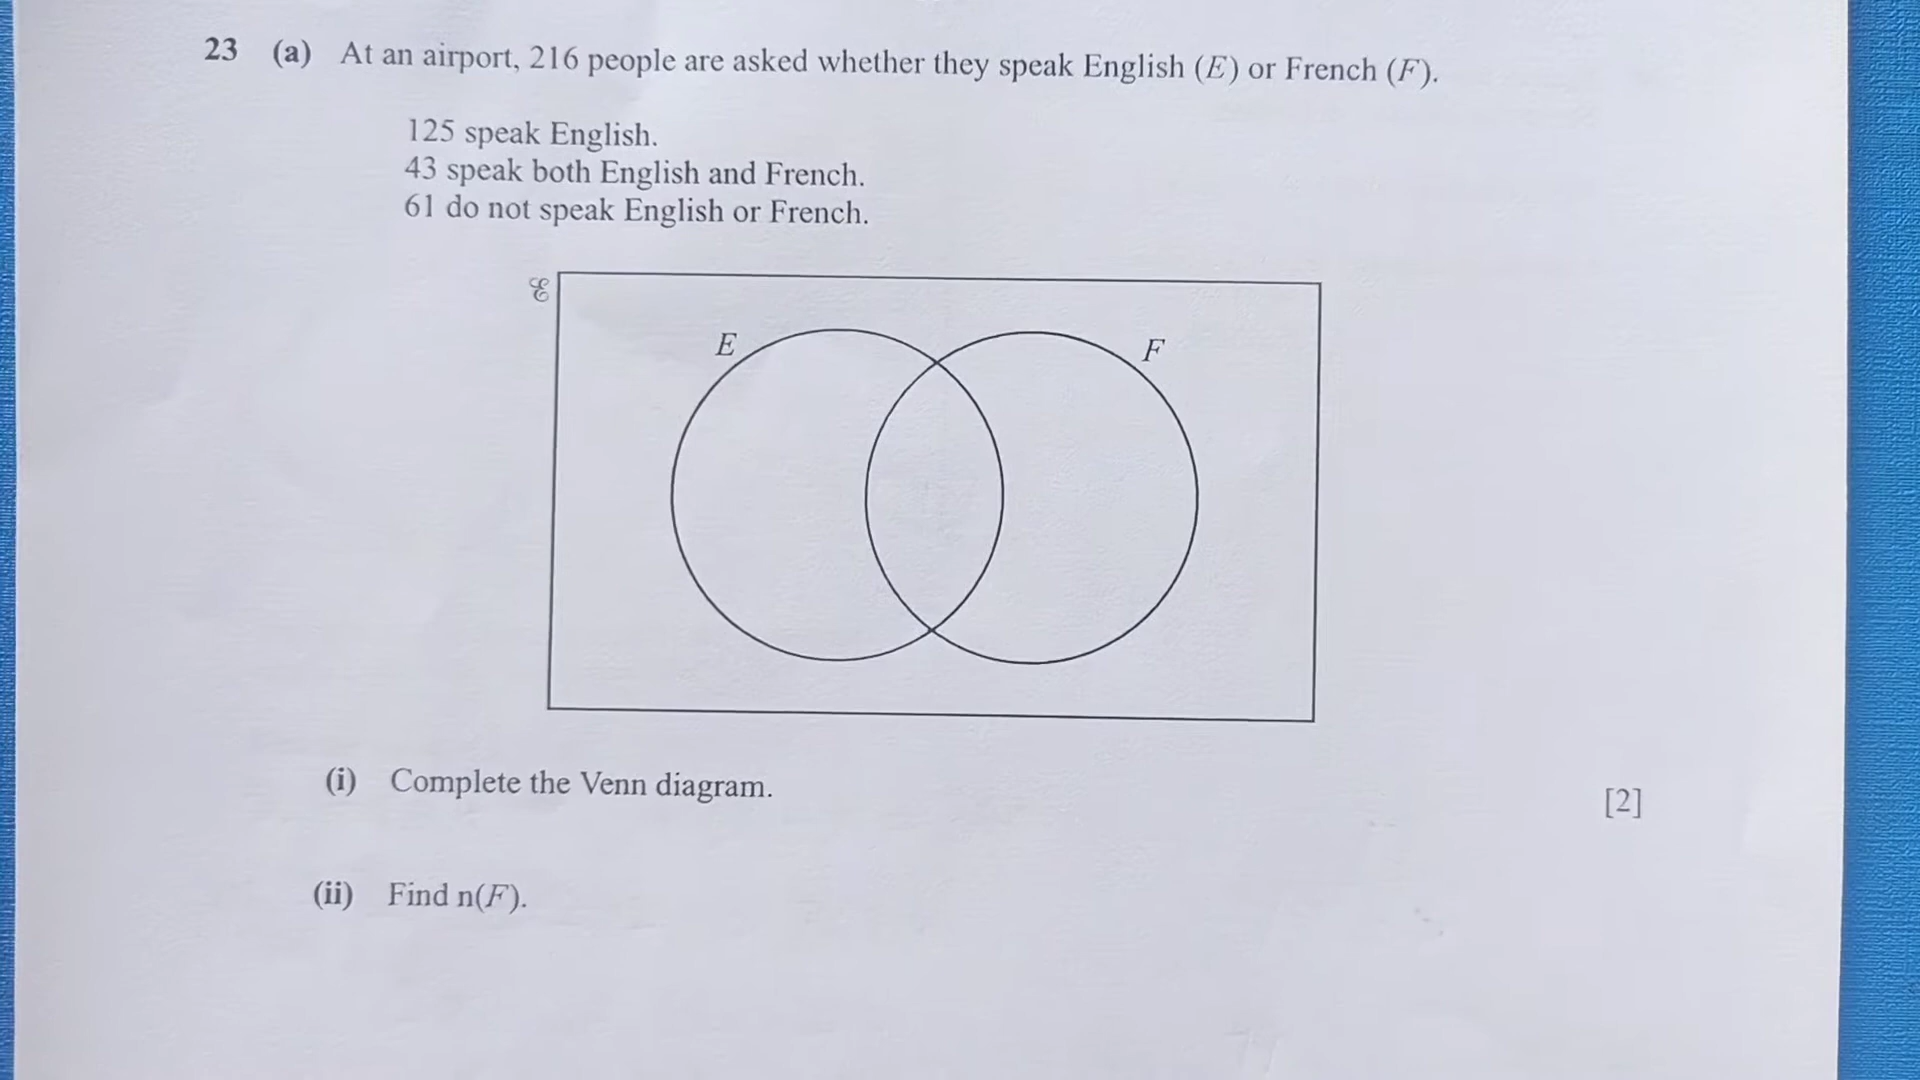 23 (a) At an airport, 216 people are asked whether they speak English (E) or French (F).
125 speak English.
43 speak both English and French.
61 do not speak English or French.
ℰ
E
F
(i) Complete the Venn diagram.
[2]
(ii) Find n(F).